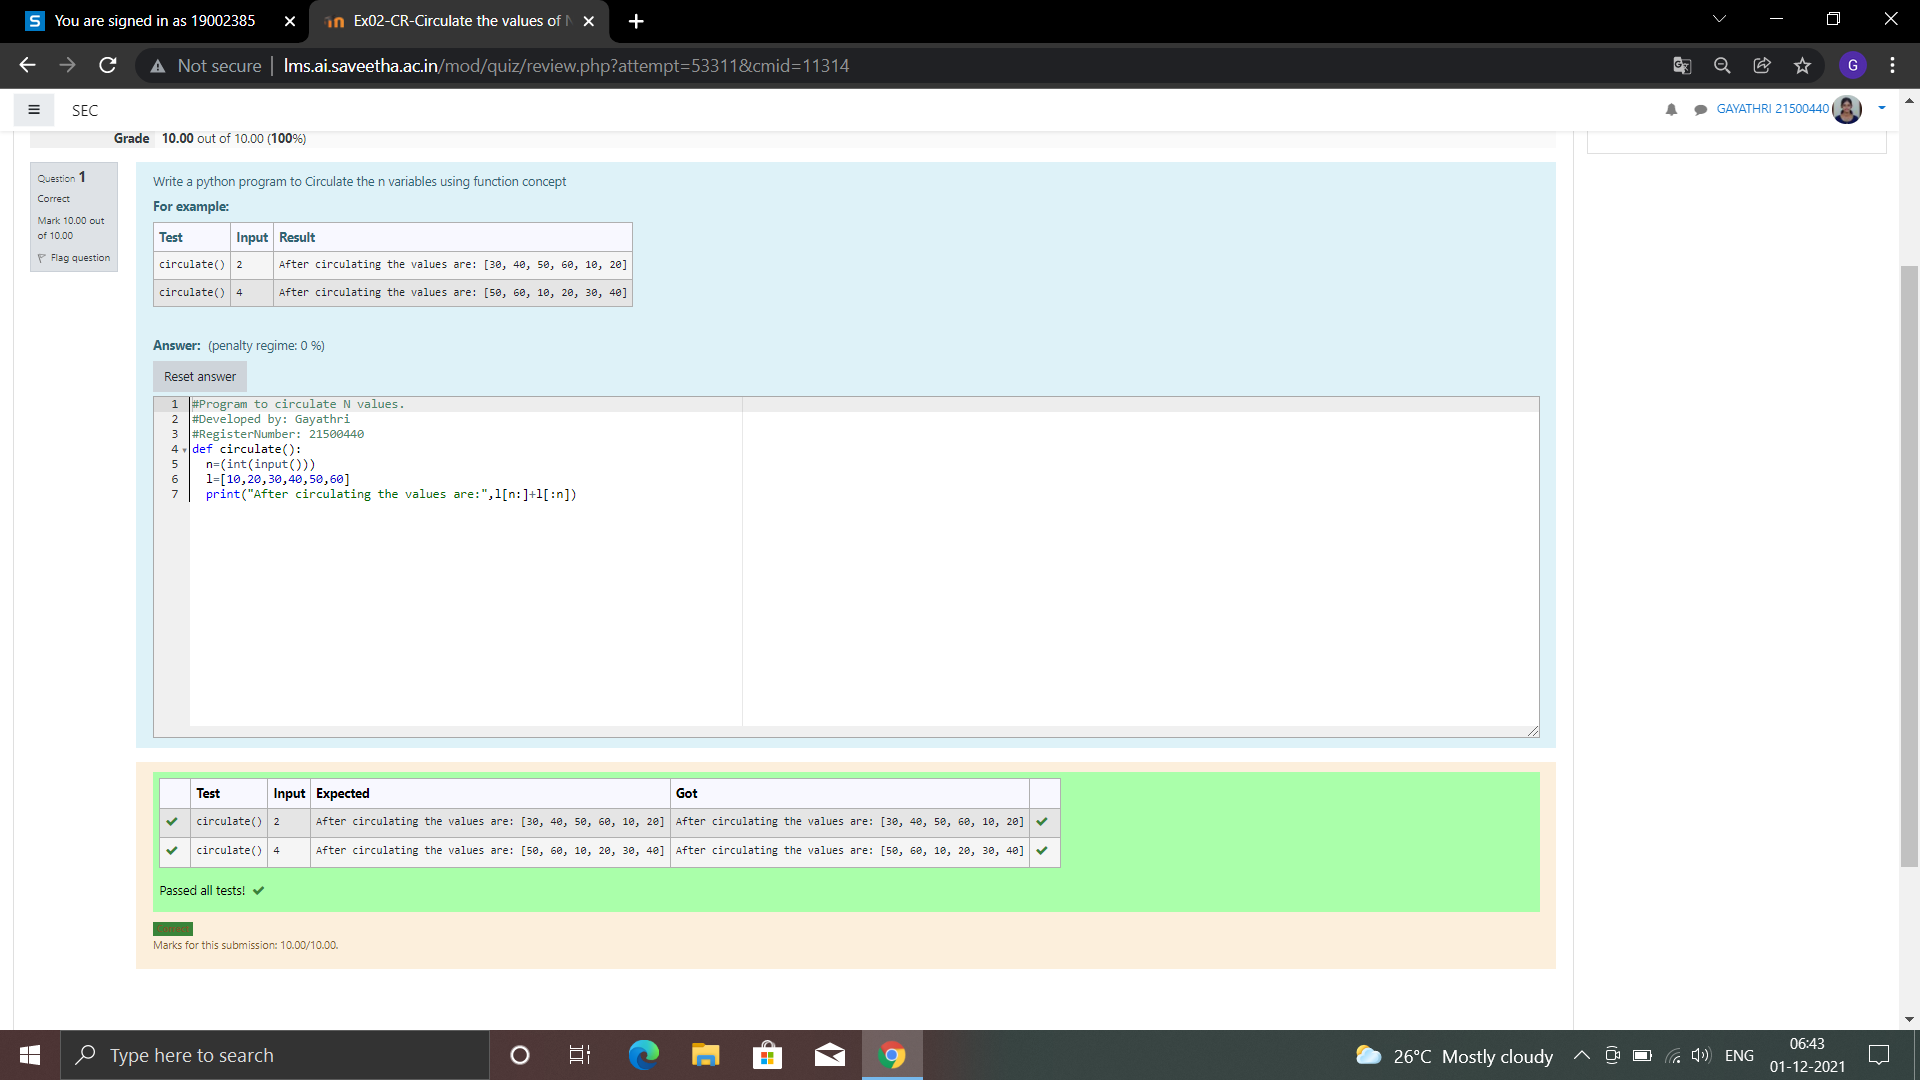 You are signed in as 19002385
Ex02-CR-Circulate the values of
Not secure | lms.ai.saveetha.ac.in/mod/quiz/review.php?attempt=53311&cmid=11314
G
SEC
GAYATHRI 21500440
Grade 10.00 out of 10.00 (100%)
Question 1
Correct
Mark 10.00 out
of 10.00
Flag question
Write a python program to Circulate the n variables using function concept
For example:
Test Input Result
circulate() 2 After circulating the values are: [30, 40, 50, 60, 10, 20]
circulate() 4 After circulating the values are: [50, 60, 10, 20, 30, 40]
Answer: (penalty regime: 0 %)
Reset answer
1 #Program to circulate N values.
2 #Developed by: Gayathri
3 #RegisterNumber: 21500440
4 def circulate():
5 n=(int(input()))
6 l=[10,20,30,40,50,60]
7 print("After circulating the values are:",l[n:]+l[:n])
Test Input Expected Got
circulate() 2 After circulating the values are: [30, 40, 50, 60, 10, 20] After circulating the values are: [30, 40, 50, 60, 10, 20]
circulate() 4 After circulating the values are: [50, 60, 10, 20, 30, 40] After circulating the values are: [50, 60, 10, 20, 30, 40]
Passed all tests!
Marks for this submission: 10.00/10.00.
Type here to search
26°C Mostly cloudy
ENG
06:43
01-12-2021